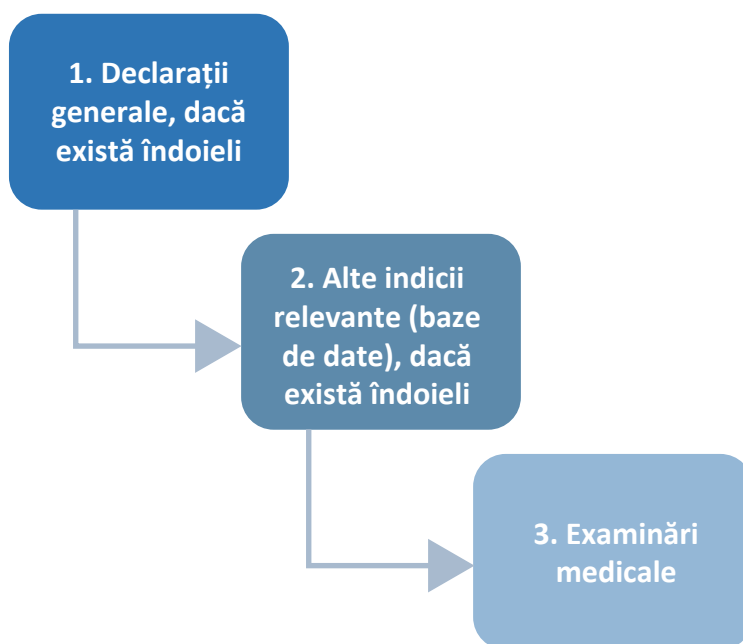 1. Declarații
generale, dacă
există îndoieli
2. Alte indicii
relevante (baze
de date), dacă
există îndoieli
3. Examinări
medicale